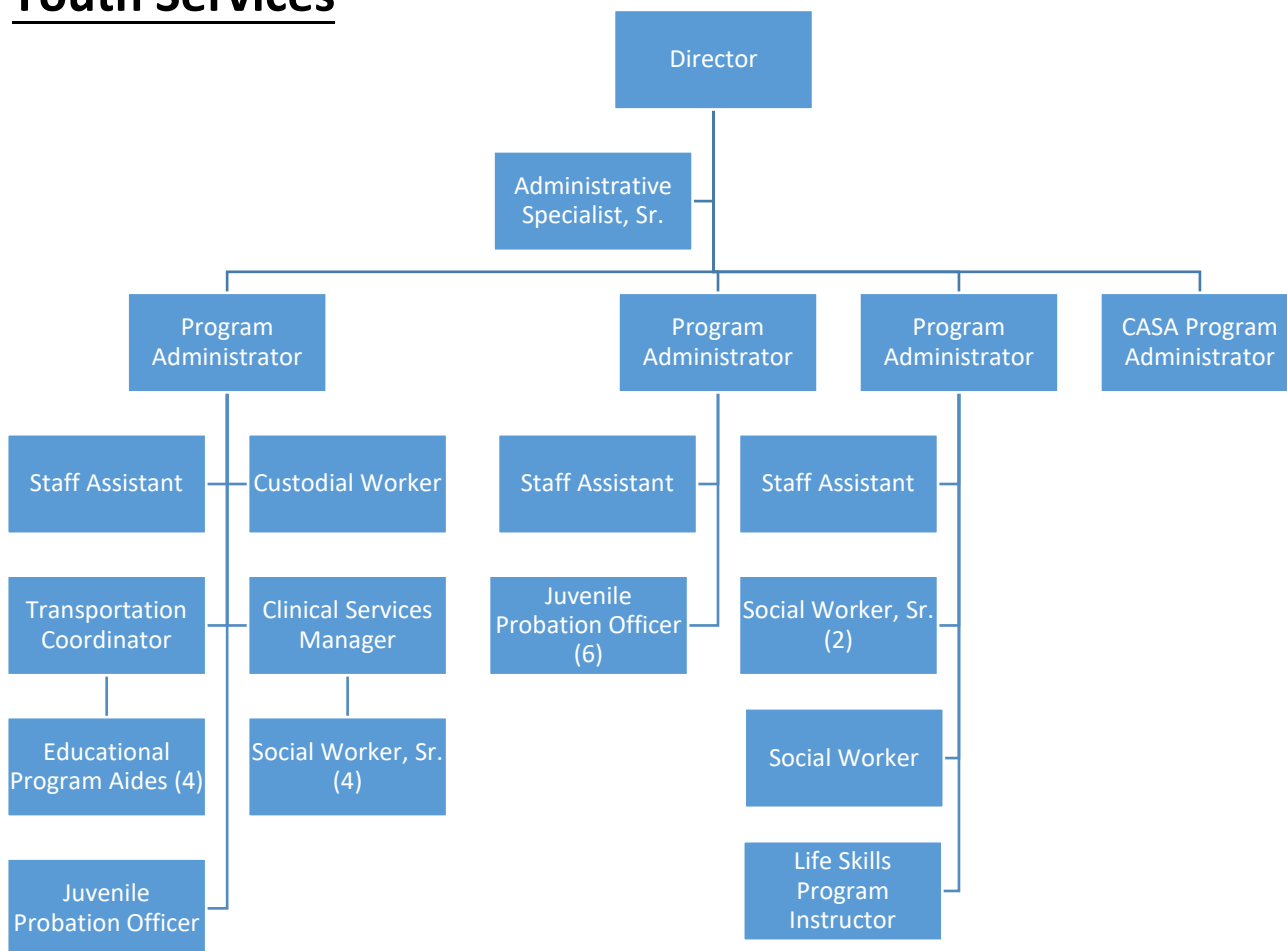 Youth Services
Director
Administrative
Specialist, Sr.
Program
Administrator
Program
Administrator
Program
Administrator
CASA Program
Administrator
Staff Assistant
Custodial Worker
Staff Assistant
Staff Assistant
Transportation
Coordinator
Clinical Services
Manager
Juvenile
Probation Officer
(6)
Social Worker, Sr.
(2)
Educational
Program Aides (4)
Social Worker, Sr.
(4)
Social Worker
Juvenile
Probation Officer
Life Skills
Program
Instructor